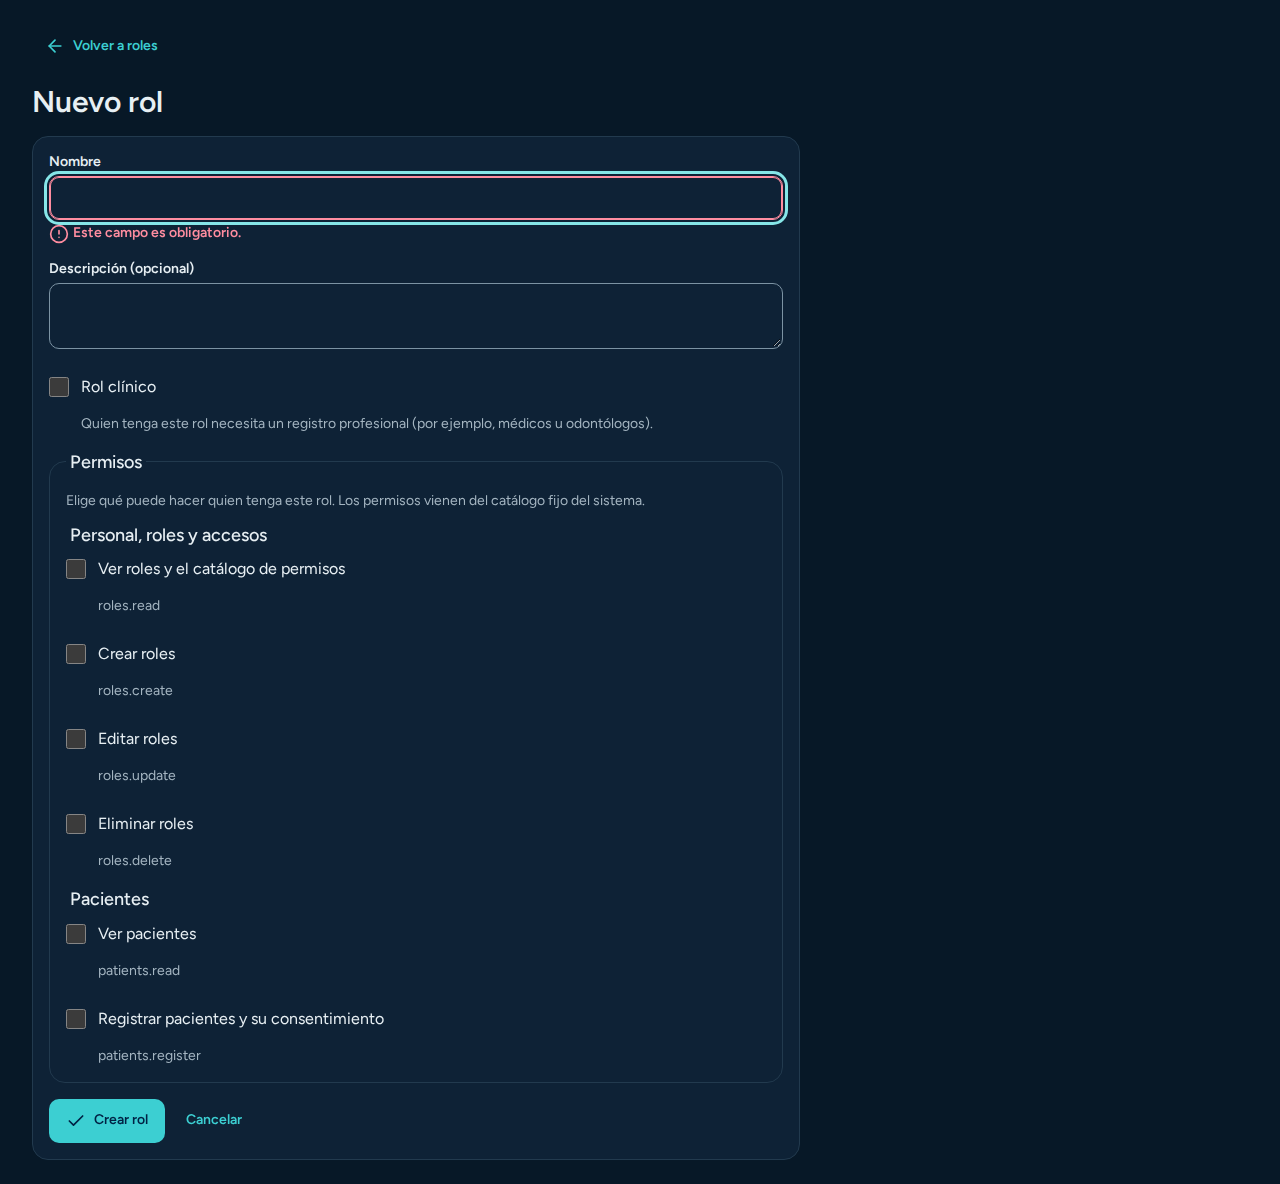 Volver a roles
Nuevo rol
Nombre
Este campo es obligatorio.
Descripción (opcional)
Rol clínico
Quien tenga este rol necesita un registro profesional (por ejemplo, médicos u odontólogos).
Permisos
Elige qué puede hacer quien tenga este rol. Los permisos vienen del catálogo fijo del sistema.
Personal, roles y accesos
Ver roles y el catálogo de permisos
roles.read
Crear roles
roles.create
Editar roles
roles.update
Eliminar roles
roles.delete
Pacientes
Ver pacientes
patients.read
Registrar pacientes y su consentimiento
patients.register
Crear rol
Cancelar